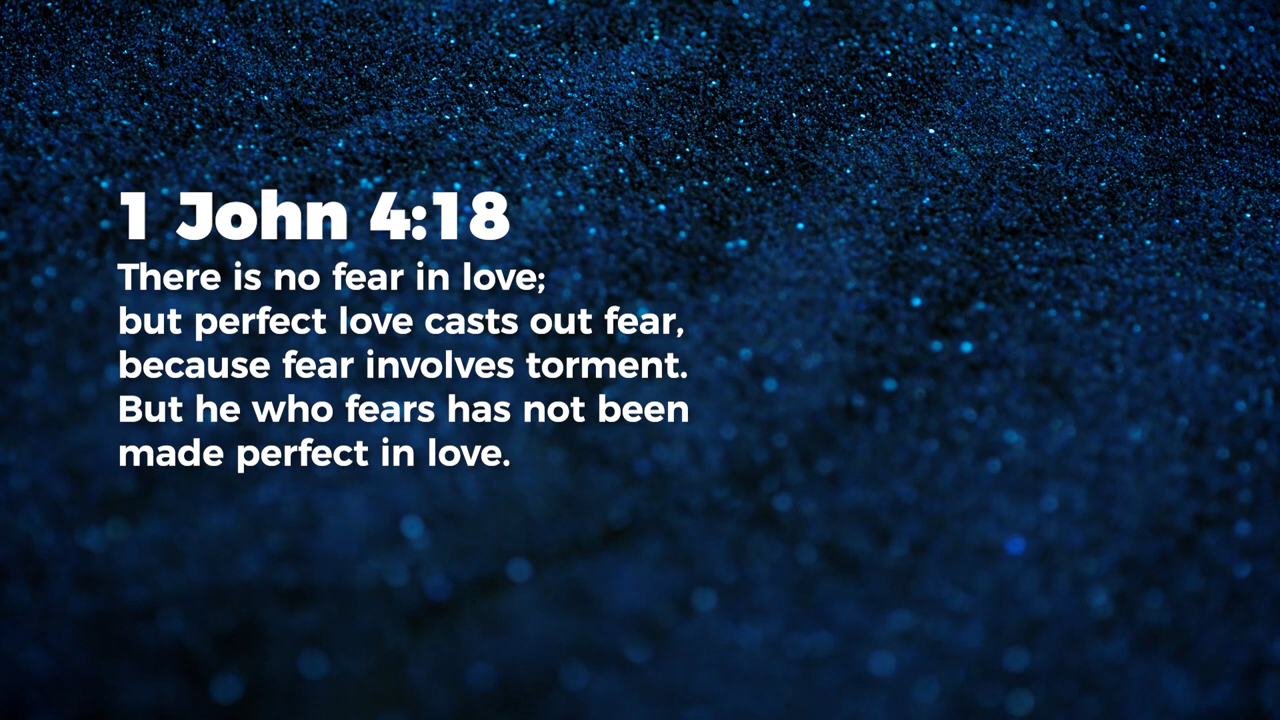 1 John 4:18
There is no fear in love;
but perfect love casts out fear,
because fear involves torment.
But he who fears has not been
made perfect in love.